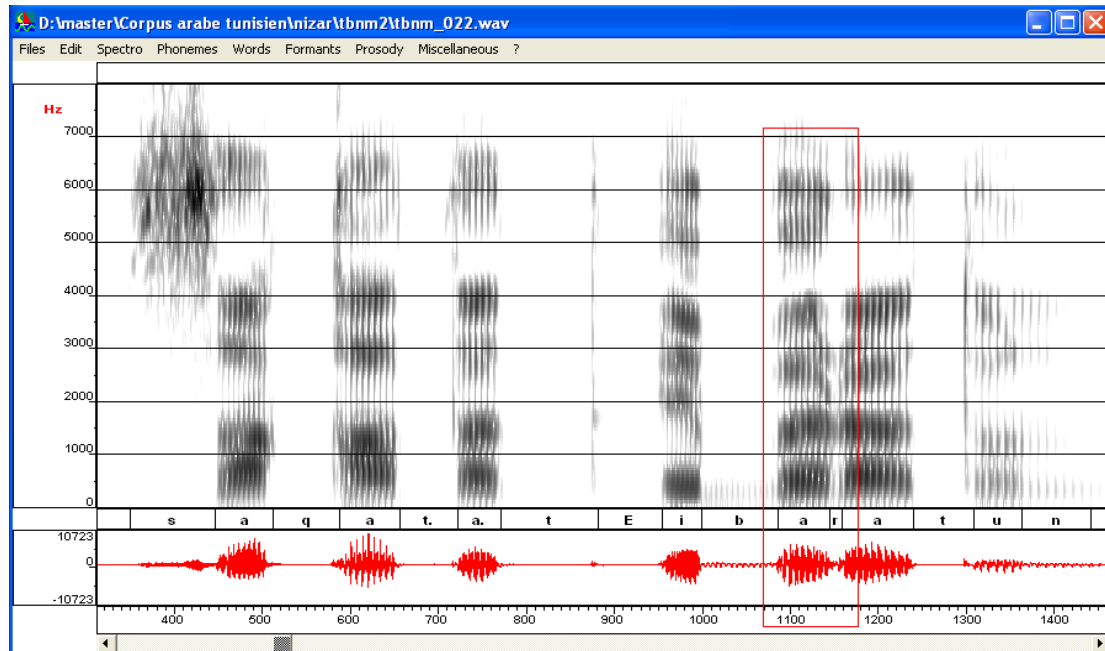 D:\master\Corpus arabe tunisien\nizar\tbnm2\tbnm_022.wav
Files Edit Spectro Phonemes Words Formants Prosody Miscellaneous ?
Hz
7000
6000
5000
4000
3000
2000
1000
0
s a q a t. a. t E i b a r a t u n
10723
0
-10723
400 500 600 700 800 900 1000 1100 1200 1300 1400